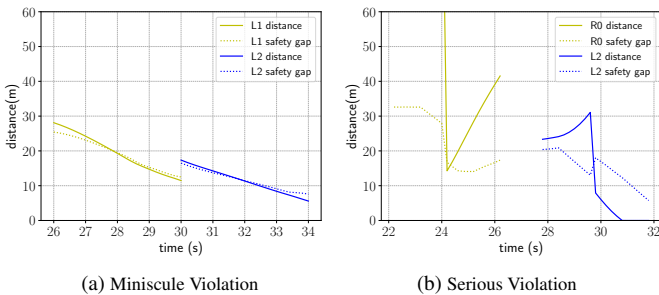 60
50
40
30
20
10
0
distance(m)
26 27 28 29 30 31 32 33 34
time (s)
L1 distance
L1 safety gap
L2 distance
L2 safety gap
(a) Miniscule Violation
60
50
40
30
20
10
0
distance(m)
22 24 26 28 30 32
time (s)
R0 distance
R0 safety gap
L2 distance
L2 safety gap
(b) Serious Violation